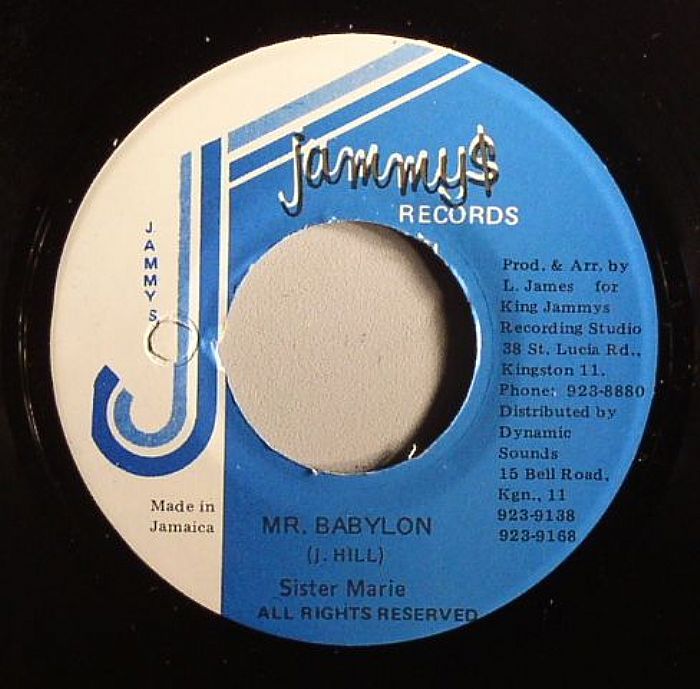 jammy$
RECORDS
JAMMYS
Prod. & Arr. by
L. James for
King Jammys
Recording Studio
38 St. Lucia Rd.,
Kingston 11.
Phone: 923-8880
Distributed by
Dynamic
Sounds
15 Bell Road,
Kgn., 11
923-9138
923-9168
Made in
Jamaica
MR. BABYLON
(J. HILL)
Sister Marie
ALL RIGHTS RESERVED